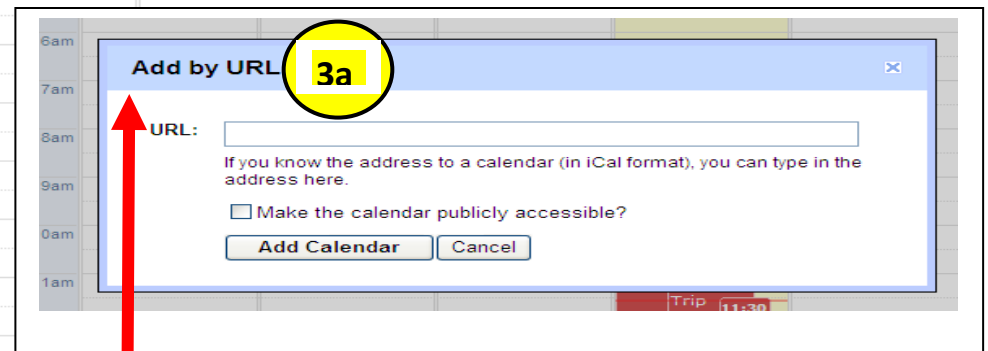 6am
Add by URL
3a
7am
URL:
8am
If you know the address to a calendar (in iCal format), you can type in the
address here.
9am
Make the calendar publicly accessible?
0am
Add Calendar
Cancel
1am
Trip
11:30